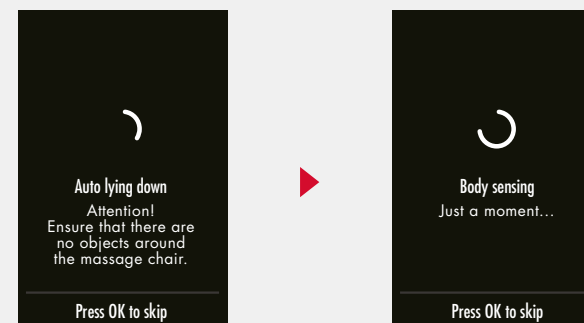 Auto lying down
Attention!
Ensure that there are
no objects around
the massage chair.
Press OK to skip
Body sensing
Just a moment...
Press OK to skip